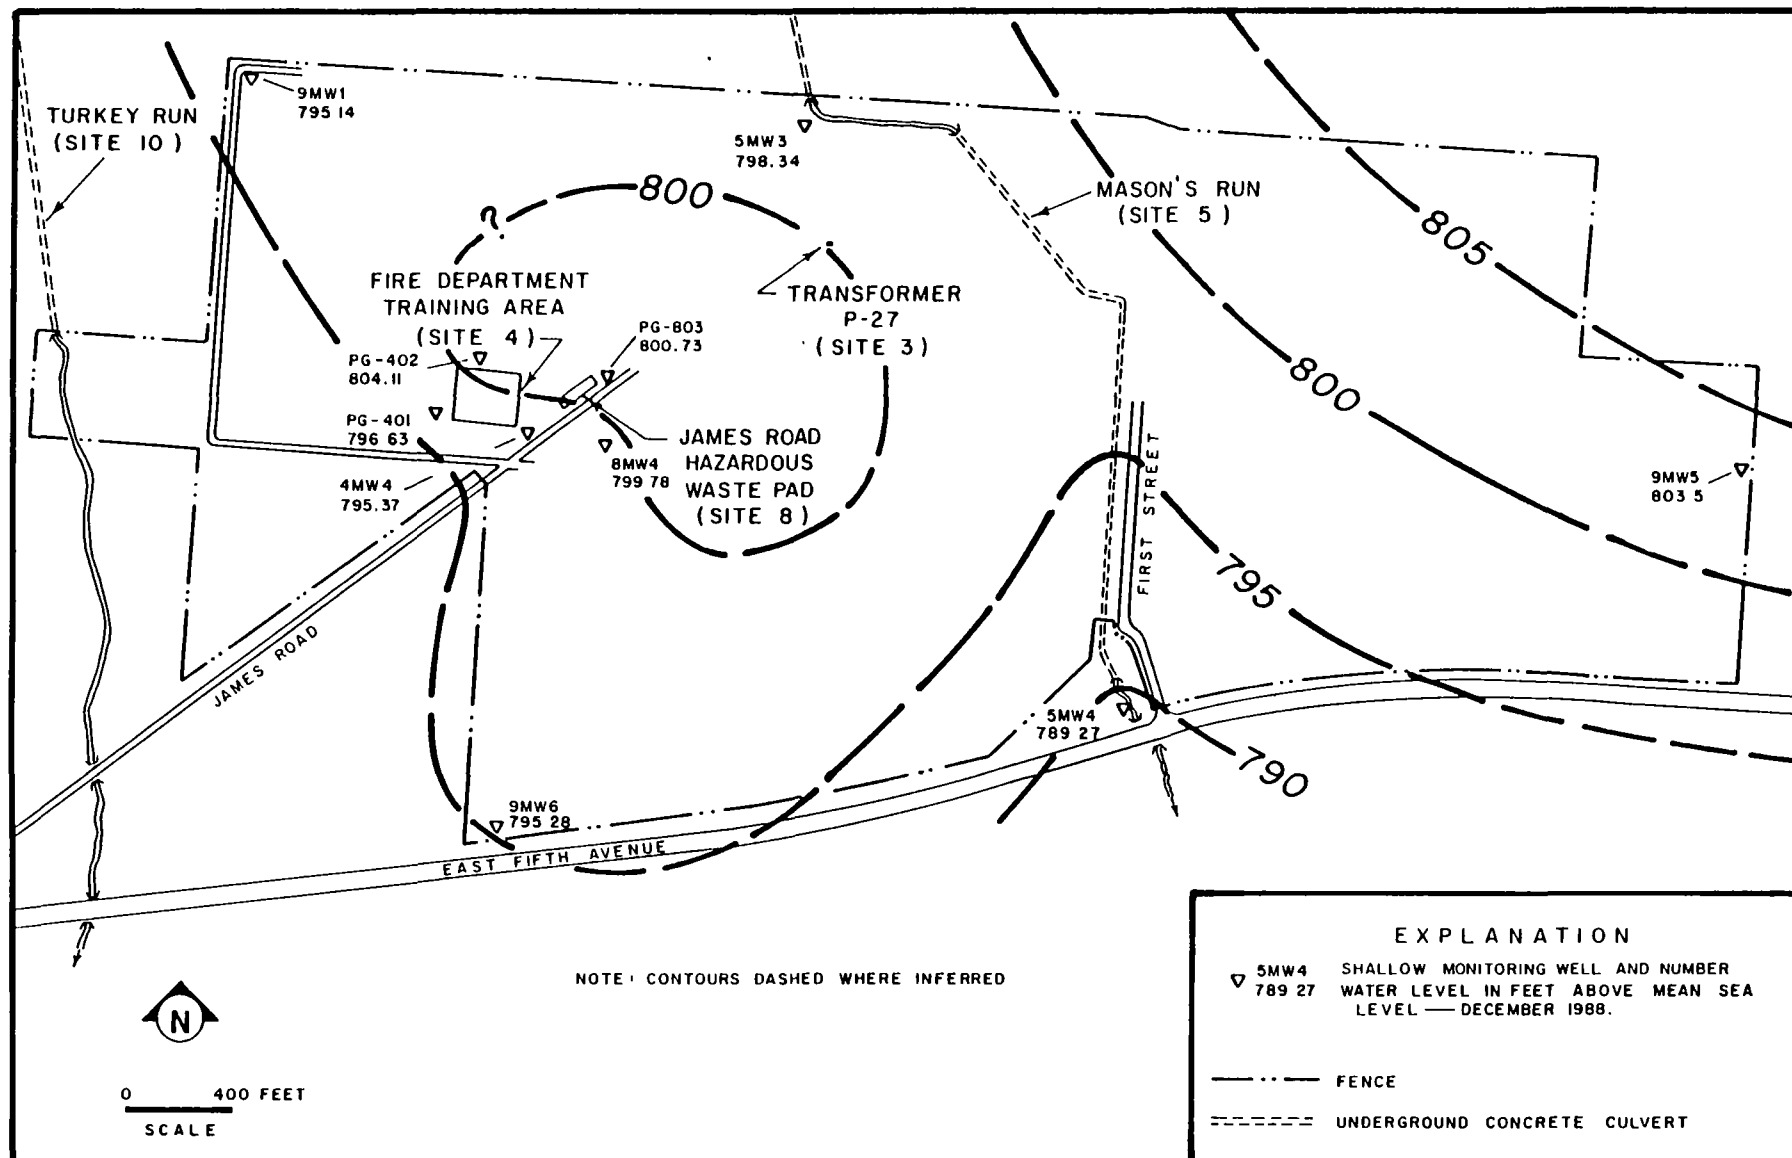 9MW1
795 14
TURKEY RUN
(SITE 10)
5MW3
798.34
MASON'S RUN
(SITE 5)
800
?
805
FIRE DEPARTMENT
TRAINING AREA
(SITE 4)
TRANSFORMER
P-27
(SITE 3)
PG-803
800.73
PG-402
804.11
800
PG-401
796 63
JAMES ROAD
HAZARDOUS
WASTE PAD
(SITE 8)
8MW4
799 78
4MW4
795.37
9MW5
803 5
FIRST STREET
795
JAMES ROAD
5MW4
789 27
790
9MW6
795 28
EAST FIFTH AVENUE
NOTE: CONTOURS DASHED WHERE INFERRED
N
0 400 FEET
SCALE
EXPLANATION
5MW4 SHALLOW MONITORING WELL AND NUMBER
789 27 WATER LEVEL IN FEET ABOVE MEAN SEA
LEVEL — DECEMBER 1988.
FENCE
UNDERGROUND CONCRETE CULVERT